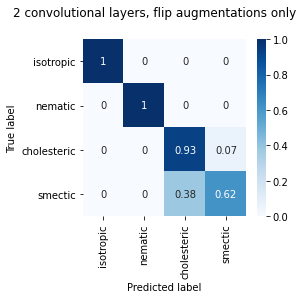 2 convolutional layers, flip augmentations only
True label
isotropic 1 0 0 0
nematic 0 1 0 0
cholesteric 0 0 0.93 0.07
smectic 0 0 0.38 0.62
isotropic nematic cholesteric smectic
Predicted label
1.0
0.8
0.6
0.4
0.2
0.0